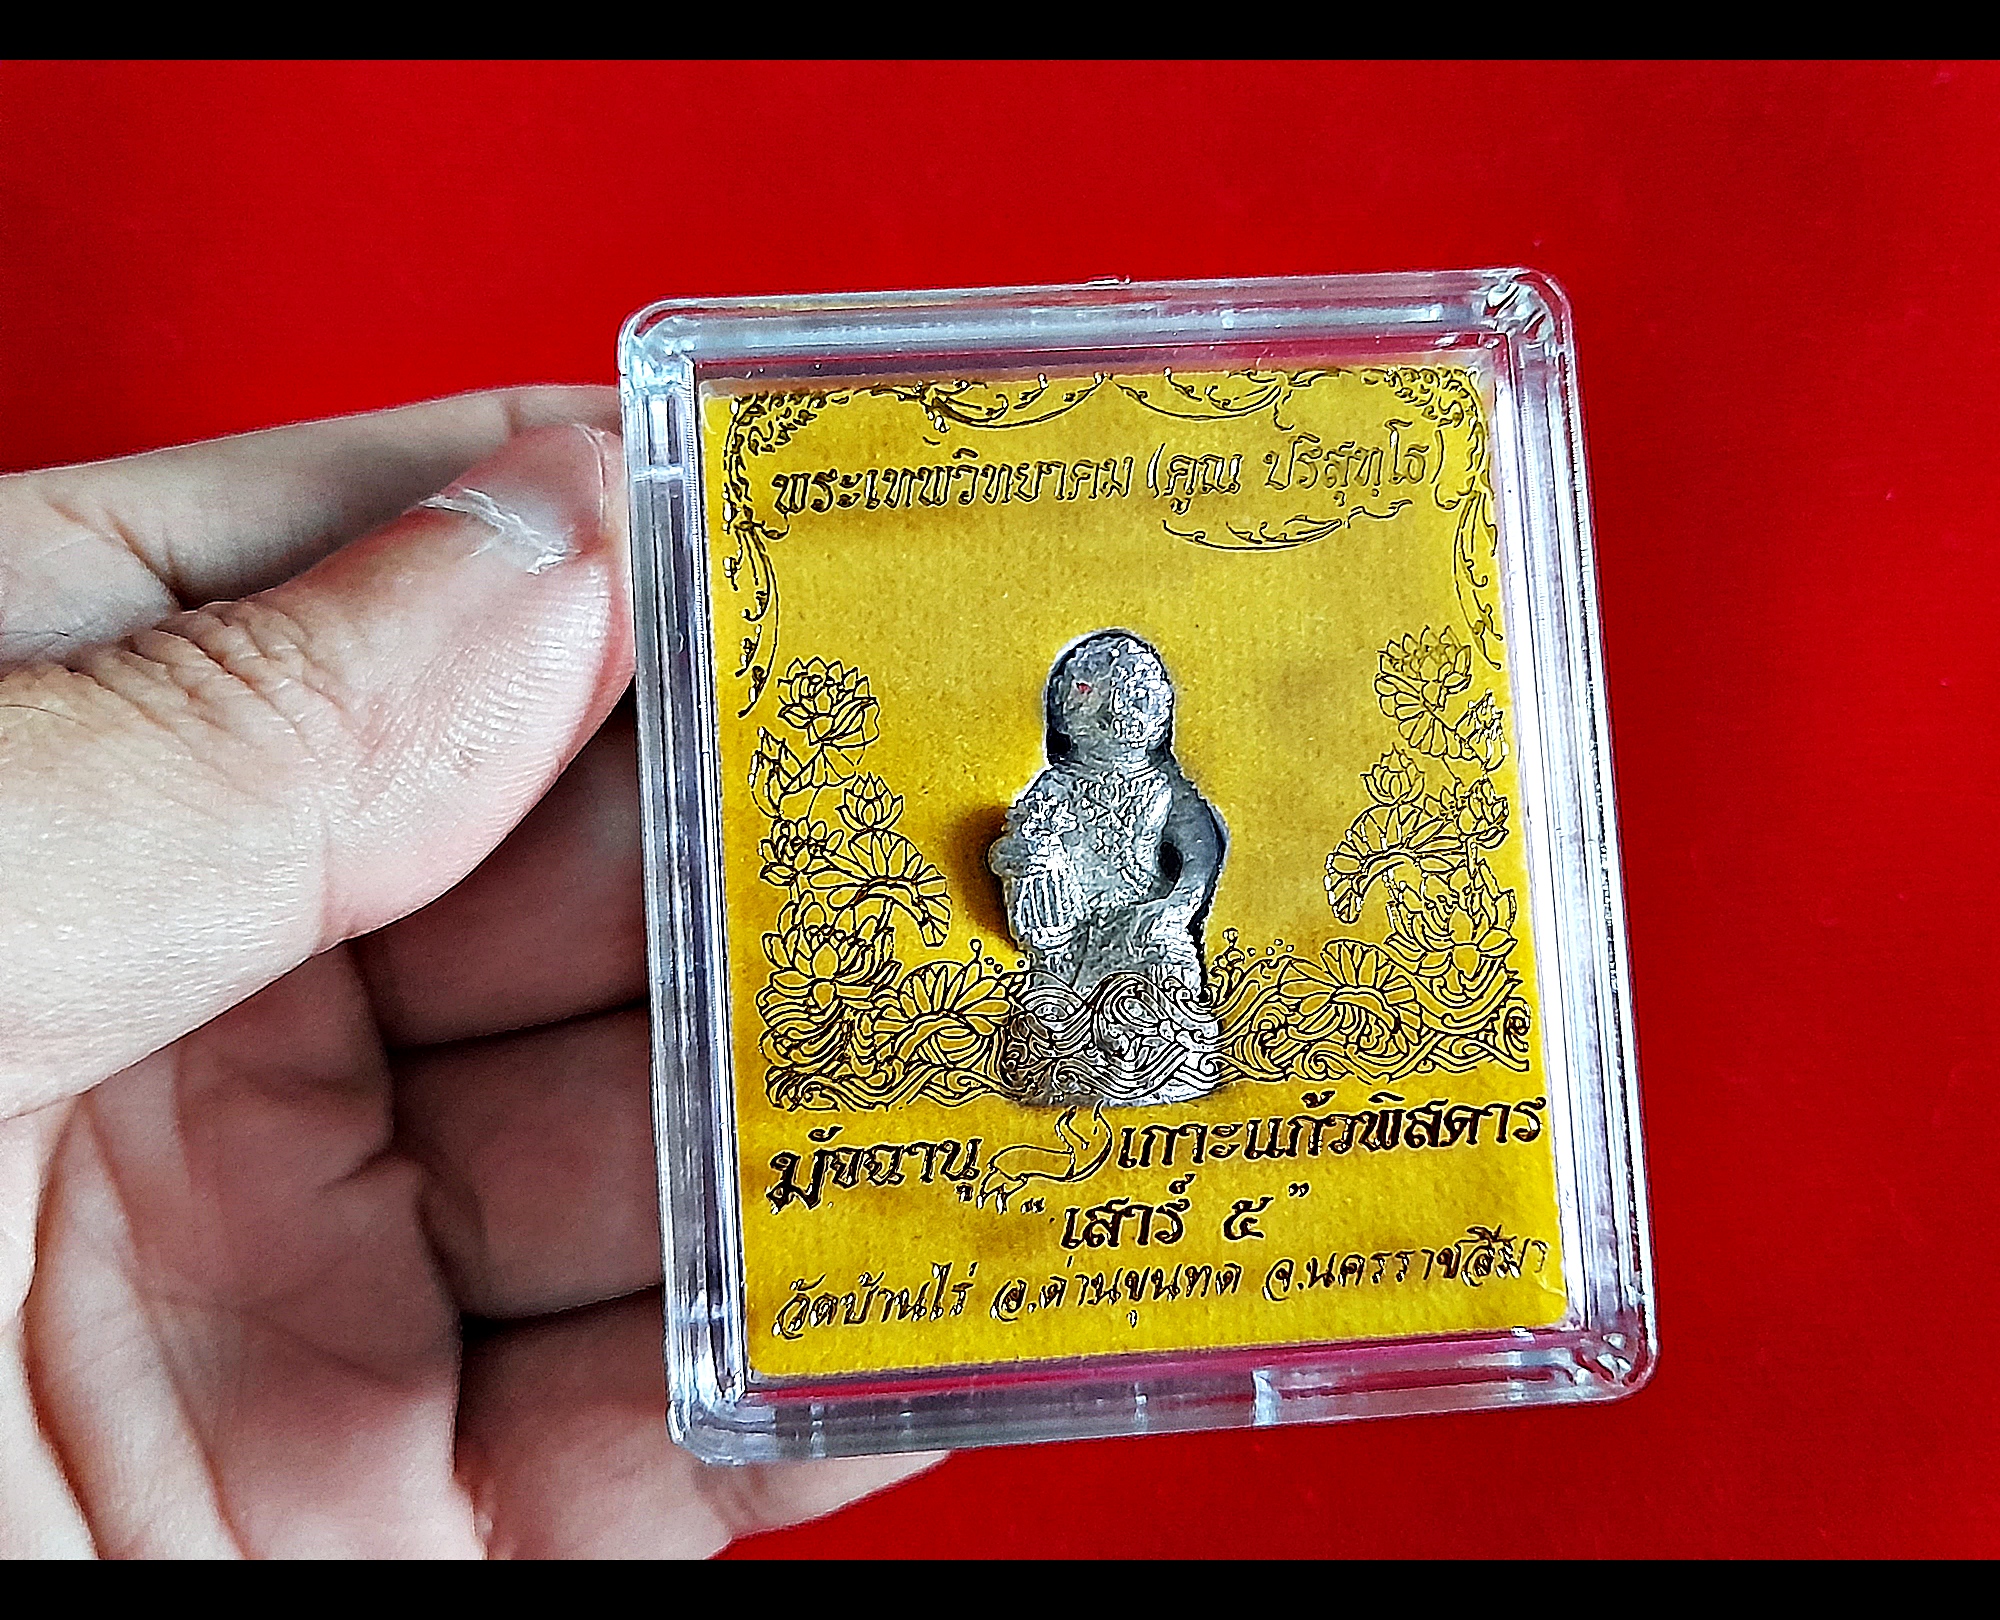 พระเทพวิทยาคม (คูณ ปริสุทฺโธ)
มัจฉานุ เกาะแก้วพิสดาร
"เสาร์ ๕"
วัดบ้านไร่ อ.ด่านขุนทด จ.นครราชสีมา